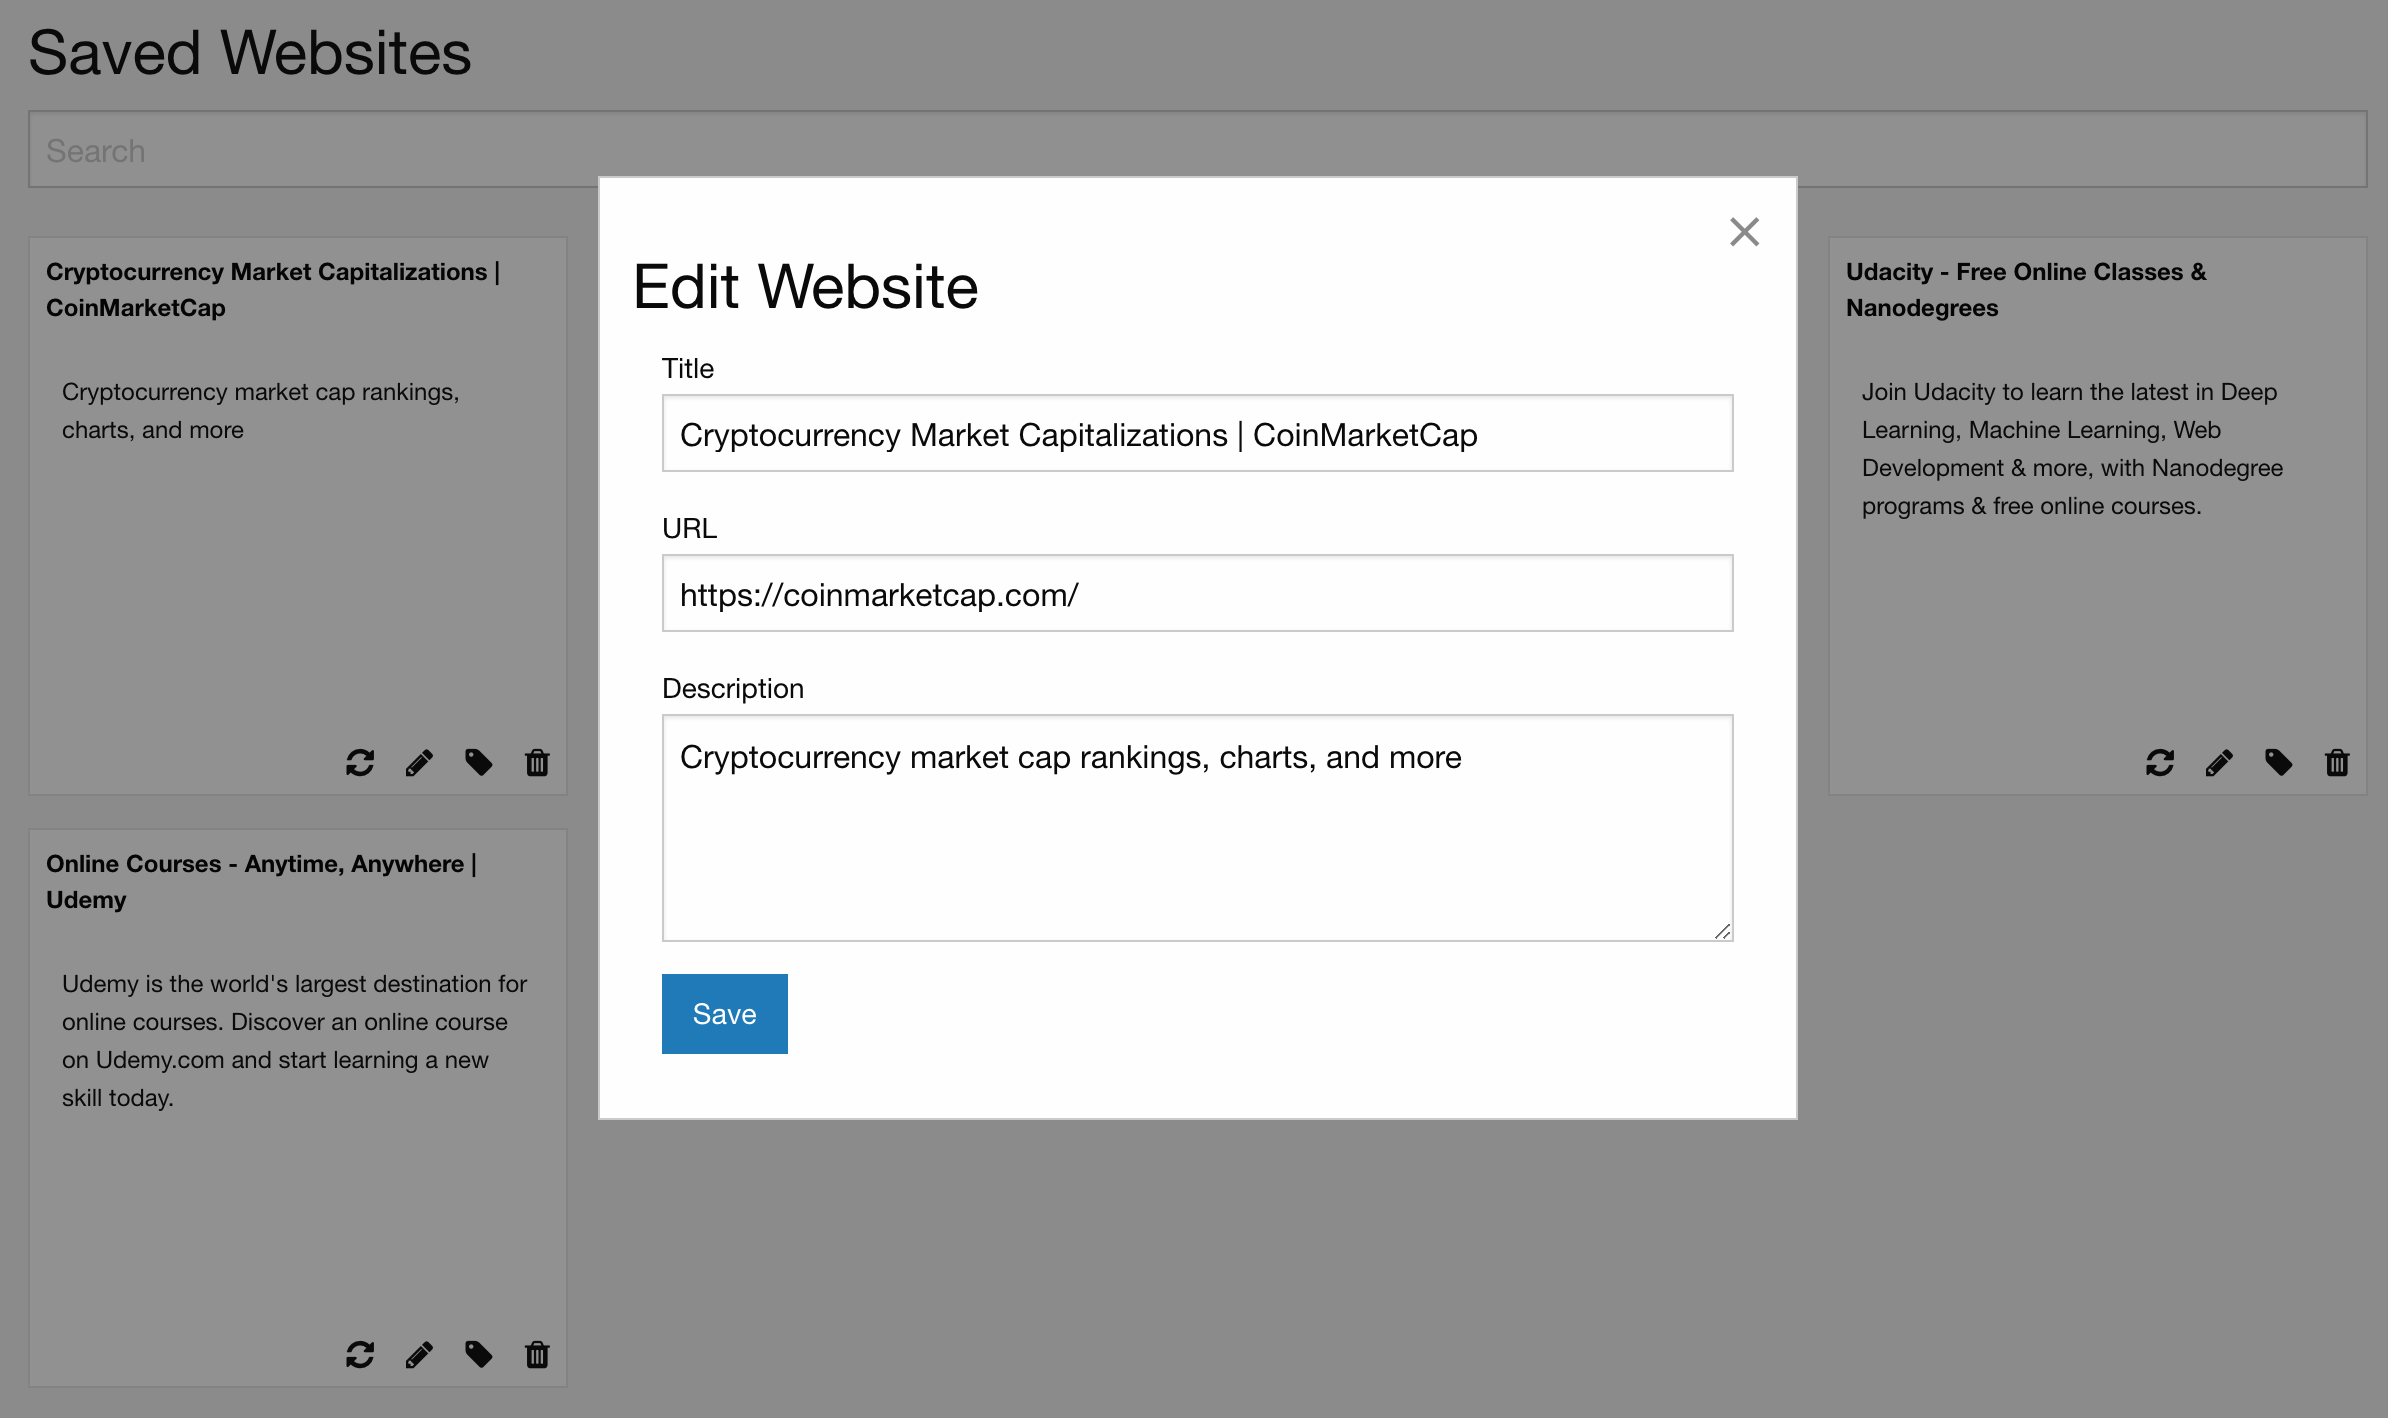 Saved Websites
Search
Cryptocurrency Market Capitalizations |
CoinMarketCap
Cryptocurrency market cap rankings,
charts, and more
Online Courses - Anytime, Anywhere |
Udemy
Udemy is the world's largest destination for
online courses. Discover an online course
on Udemy.com and start learning a new
skill today.
Edit Website
Title
Cryptocurrency Market Capitalizations | CoinMarketCap
URL
https://coinmarketcap.com/
Description
Cryptocurrency market cap rankings, charts, and more
Save
Udacity - Free Online Classes &
Nanodegrees
Join Udacity to learn the latest in Deep
Learning, Machine Learning, Web
Development & more, with Nanodegree
programs & free online courses.